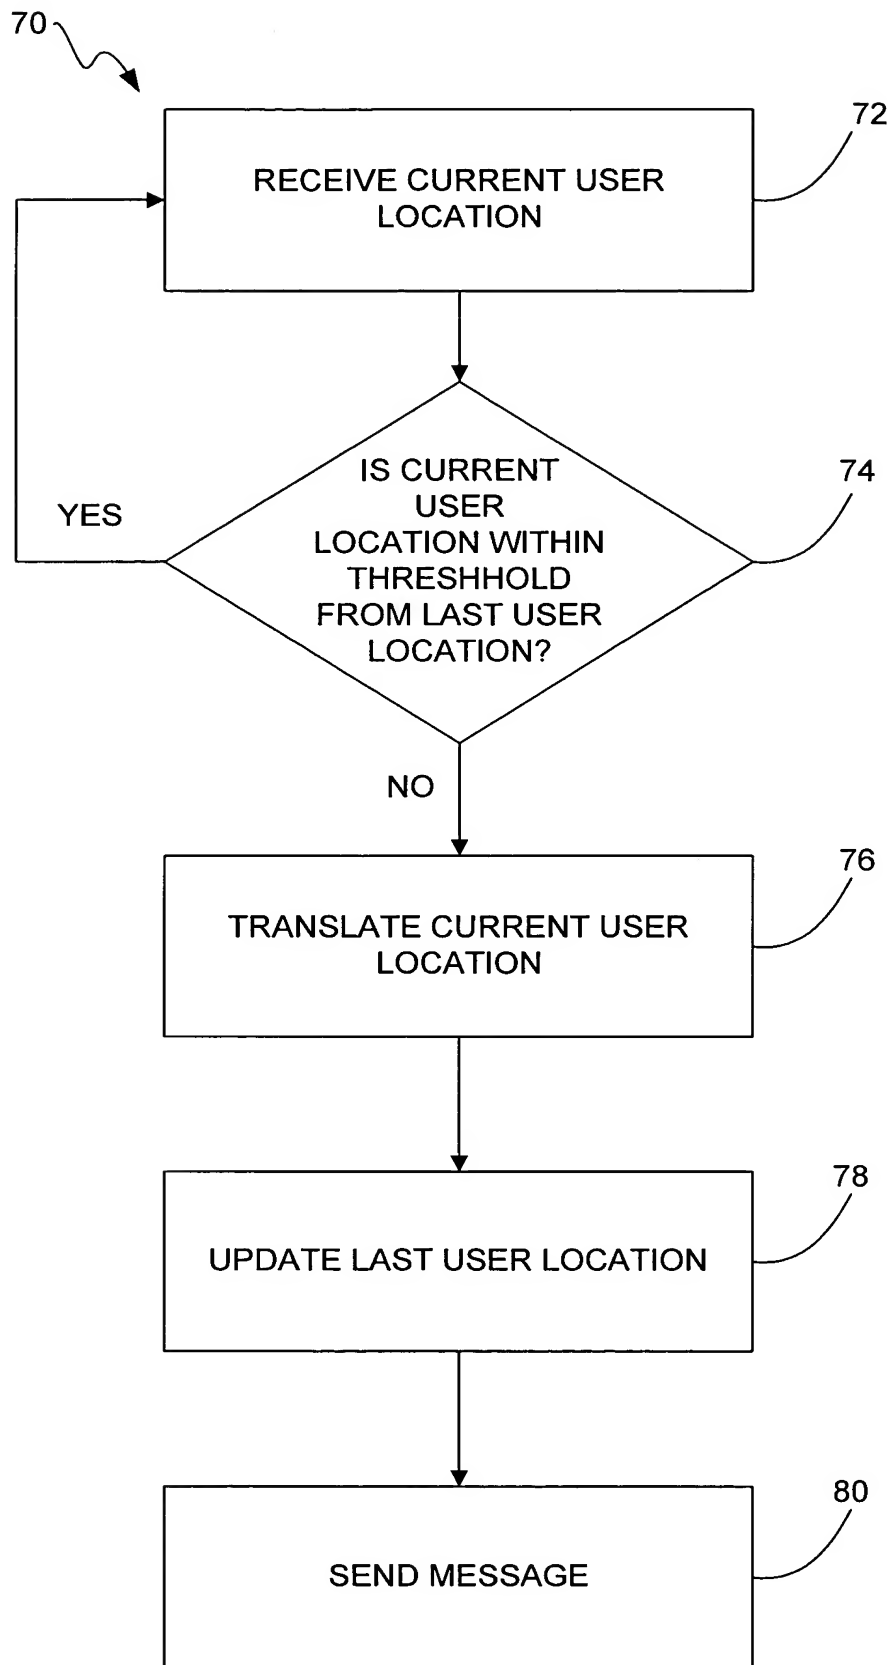 70
72
RECEIVE CURRENT USER
LOCATION
74
IS CURRENT
USER
LOCATION WITHIN
THRESHHOLD
FROM LAST USER
LOCATION?
YES
NO
76
TRANSLATE CURRENT USER
LOCATION
78
UPDATE LAST USER LOCATION
80
SEND MESSAGE